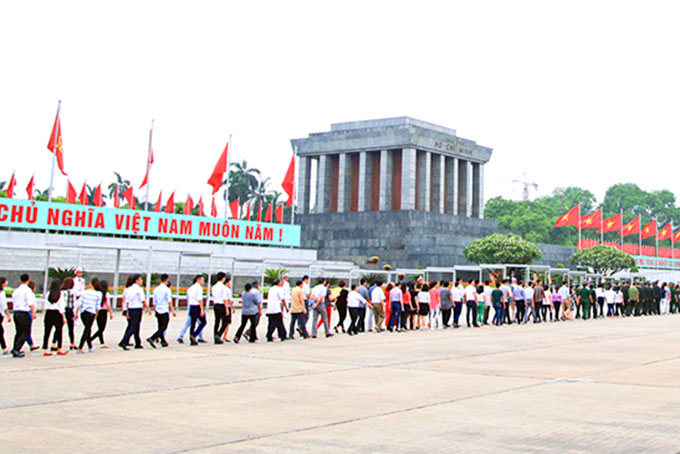 CHỦ NGHĨA VIỆT NAM MUÔN NĂM !
HỒ CHÍ MINH